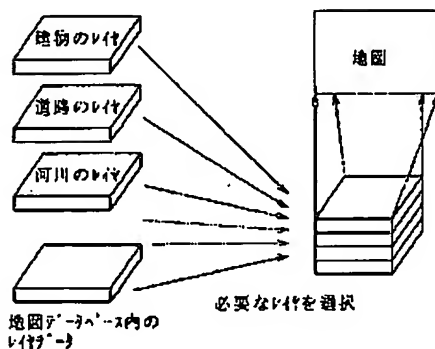 建物のレイヤ
道路のレイヤ
河川のレイヤ
地図データベース内の
レイヤデータ
地図
必要なレイヤを選択